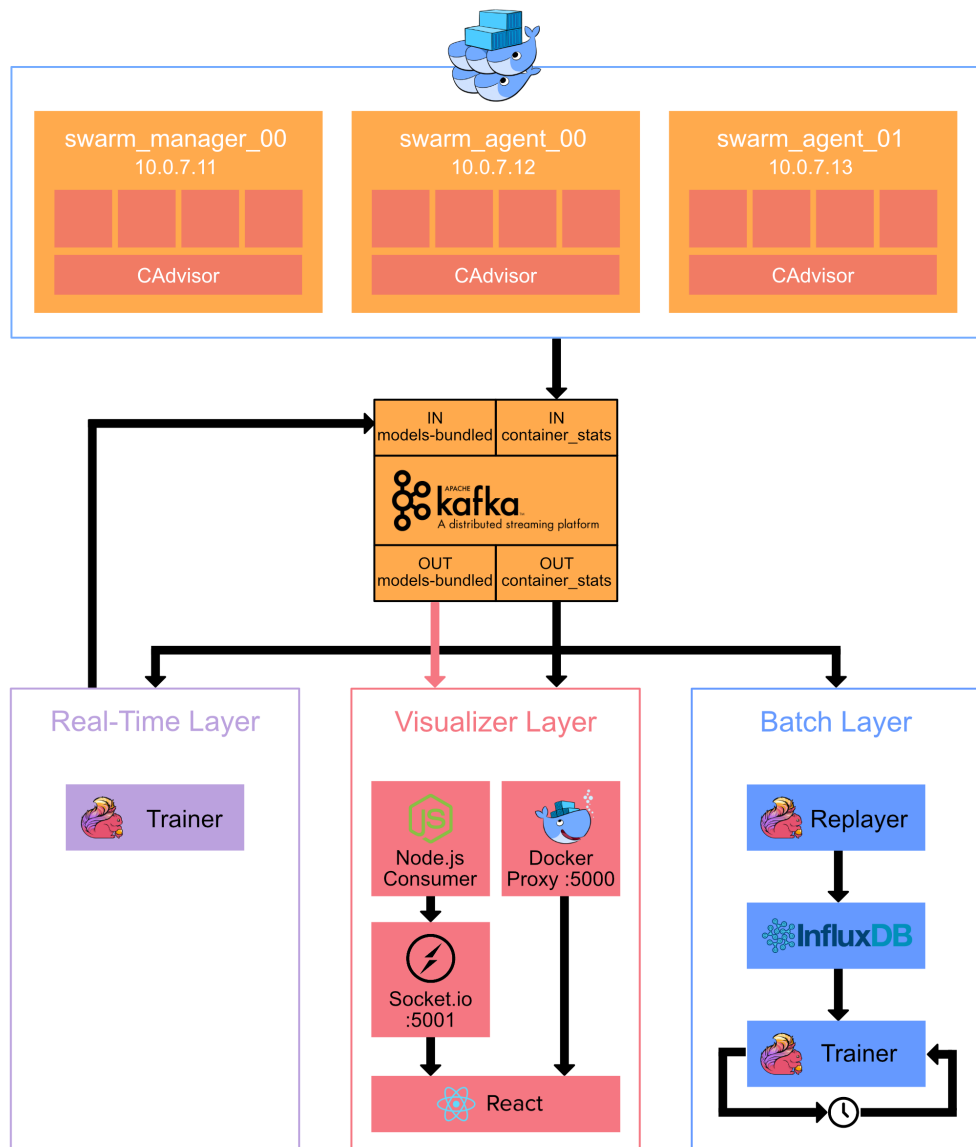 swarm_manager_00
10.0.7.11
CAdvisor
swarm_agent_00
10.0.7.12
CAdvisor
swarm_agent_01
10.0.7.13
CAdvisor
IN
models-bundled
IN
container_stats
APACHE
kafka
A distributed streaming platform
OUT
models-bundled
OUT
container_stats
Real-Time Layer
Trainer
Visualizer Layer
JS
Node.js
Consumer
Docker
Proxy :5000
Socket.io
:5001
React
Batch Layer
Replayer
InfluxDB
Trainer